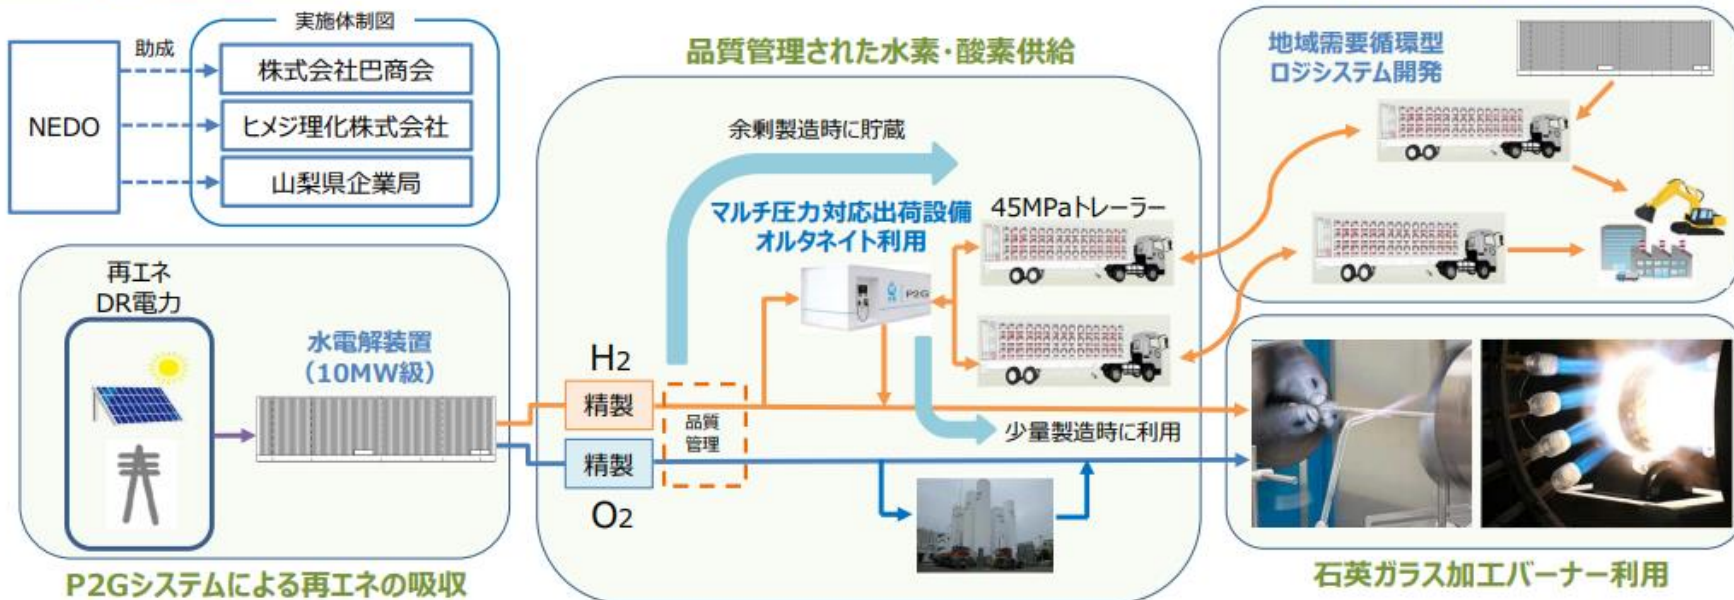 実施体制図
助成
NEDO
株式会社巴商会
ヒメジ理化株式会社
山梨県企業局
再エネ
DR電力
水電解装置
（10MW級）
P2Gシステムによる再エネの吸収
品質管理された水素・酸素供給
余剰製造時に貯蔵
マルチ圧力対応出荷設備
オルタネイト利用
45MPaトレーラー
P2G
H2
精製
品質
管理
精製
O2
少量製造時に利用
地域需要循環型
ロジシステム開発
石英ガラス加工バーナー利用